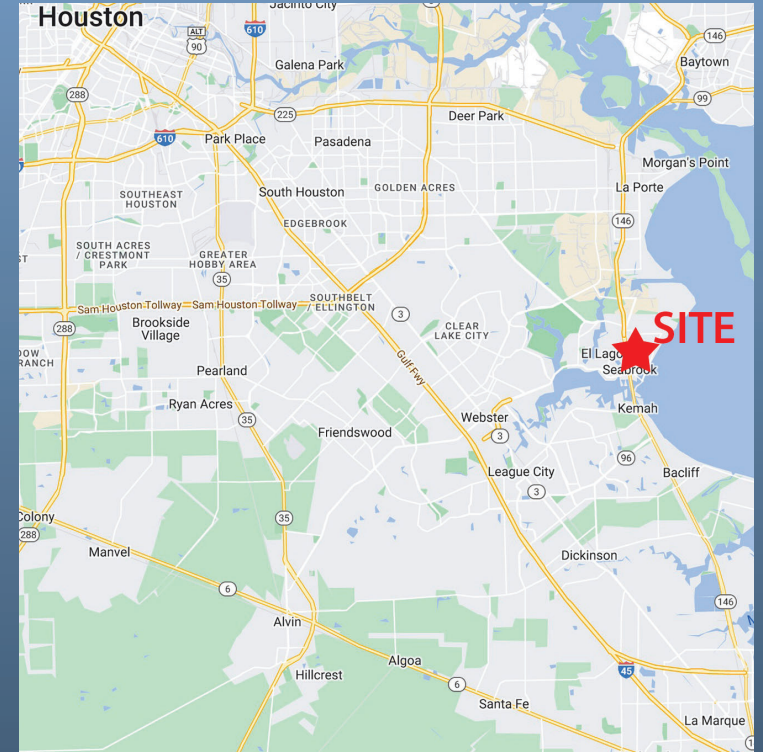 Jacinto City
Houston
610
ALT
90
146
Galena Park
Baytown
288
99
225
Deer Park
610
Park Place
Pasadena
Morgan's Point
La Porte
SOUTHEAST
HOUSTON
South Houston
GOLDEN ACRES
146
EDGEBROOK
SOUTH ACRES
/ CRESTMONT
PARK
GREATER
HOBBY AREA
ST
35
SOUTHBELT
/ ELLINGTON
Sam Houston Tollway
Sam Houston Tollway
3
SITE
288
Brookside
Village
CLEAR
LAKE CITY
OW
RANCH
El Lago
Gulf Fwy
Pearland
Seabrook
Ryan Acres
Kemah
35
Webster
Friendswood
3
96
League City
Bacliff
3
Colony
35
288
Manvel
Dickinson
6
146
Alvin
Algoa
Hillcrest
45
6
Santa Fe
La Marque